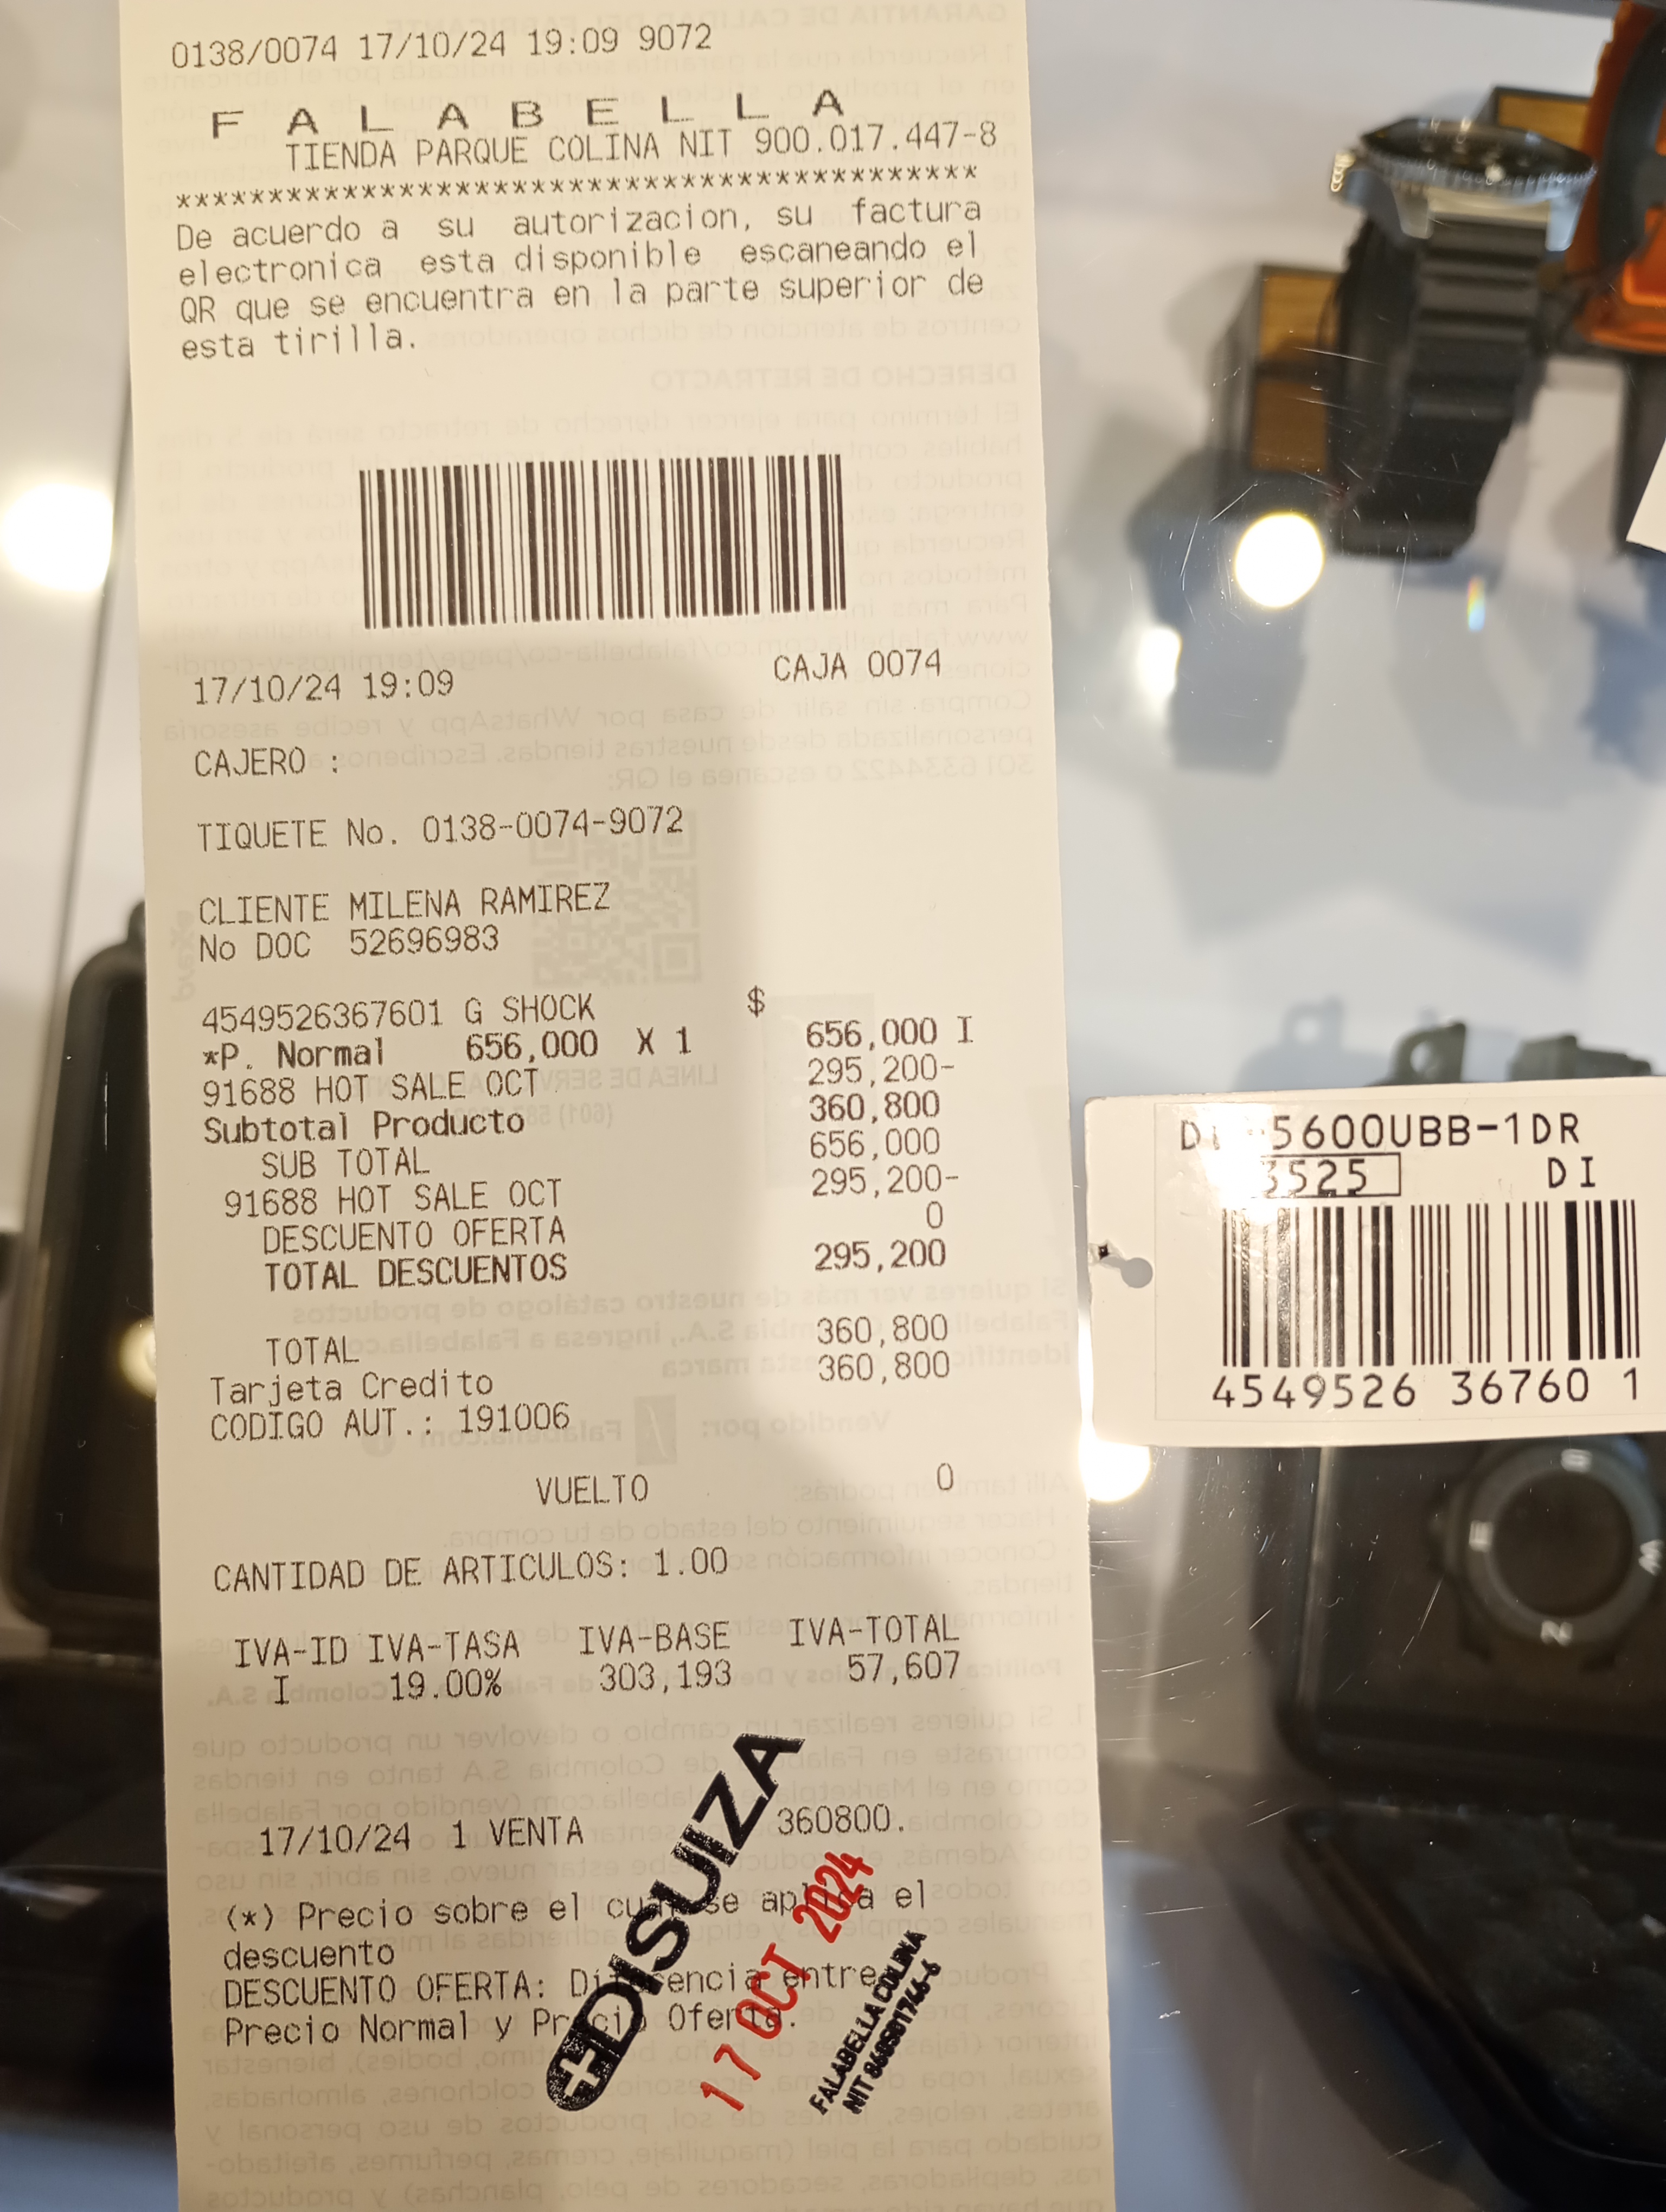 0138/0074 17/10/24 19:09 9072
F A L A B E L L A
TIENDA PARQUE COLINA NIT 900.017.447-8
******************************************
De acuerdo a su autorizacion, su factura
electronica esta disponible escaneando el
QR que se encuentra en la parte superior de
esta tirilla.
17/10/24 19:09 CAJA 0074
CAJERO :
TIQUETE No. 0138-0074-9072
CLIENTE MILENA RAMIREZ
No DOC 52696983
4549526367601 G SHOCK $
*P. Normal 656,000 X 1 656,000 I
91688 HOT SALE OCT 295,200-
Subtotal Producto 360,800
SUB TOTAL 656,000
91688 HOT SALE OCT 295,200-
DESCUENTO OFERTA 0
TOTAL DESCUENTOS 295,200
TOTAL 360,800
Tarjeta Credito 360,800
CODIGO AUT.: 191006
VUELTO 0
CANTIDAD DE ARTICULOS: 1.00
IVA-ID IVA-TASA IVA-BASE IVA-TOTAL
I 19.00% 303,193 57,607
17/10/24 1 VENTA 360800.
(*) Precio sobre el cual se aplica el
descuento
DESCUENTO OFERTA: Diferencia entre
Precio Normal y Precio Oferta.
DISUIZA
17 OCT 2024
FALABELLA COLINA
NIT 860501746-6
5600UBB-1DR
3525 DI
4549526 36760 1